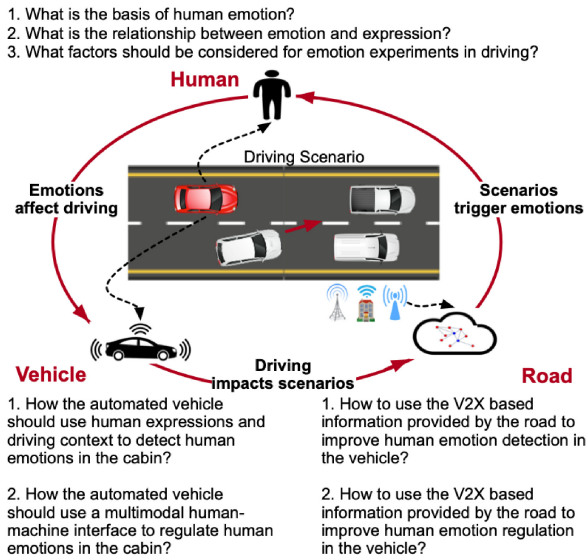 1. What is the basis of human emotion?
2. What is the relationship between emotion and expression?
3. What factors should be considered for emotion experiments in driving?
Human
Driving Scenario
Emotions
affect driving
Scenarios
trigger emotions
Vehicle
Driving
impacts scenarios
Road
1. How the automated vehicle
should use human expressions and
driving context to detect human
emotions in the cabin?
2. How the automated vehicle
should use a multimodal human-
machine interface to regulate human
emotions in the cabin?
1. How to use the V2X based
information provided by the road to
improve human emotion detection in
the vehicle?
2. How to use the V2X based
information provided by the road to
improve human emotion regulation
in the vehicle?